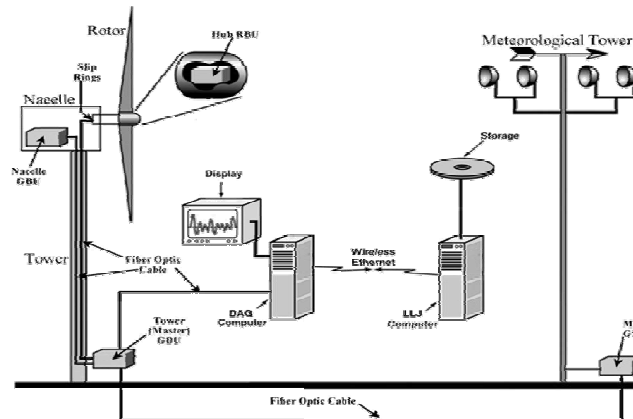 Rotor
Hub RBU
Meteorological Tower
Slip
Rings
Nacelle
Storage
Nacelle
GBU
Display
Tower
Fiber Optic
Cable
Wireless
Ethernet
DAQ
Computer
LLJ
Computer
Tower
(Master)
GBU
M
G
Fiber Optic Cable